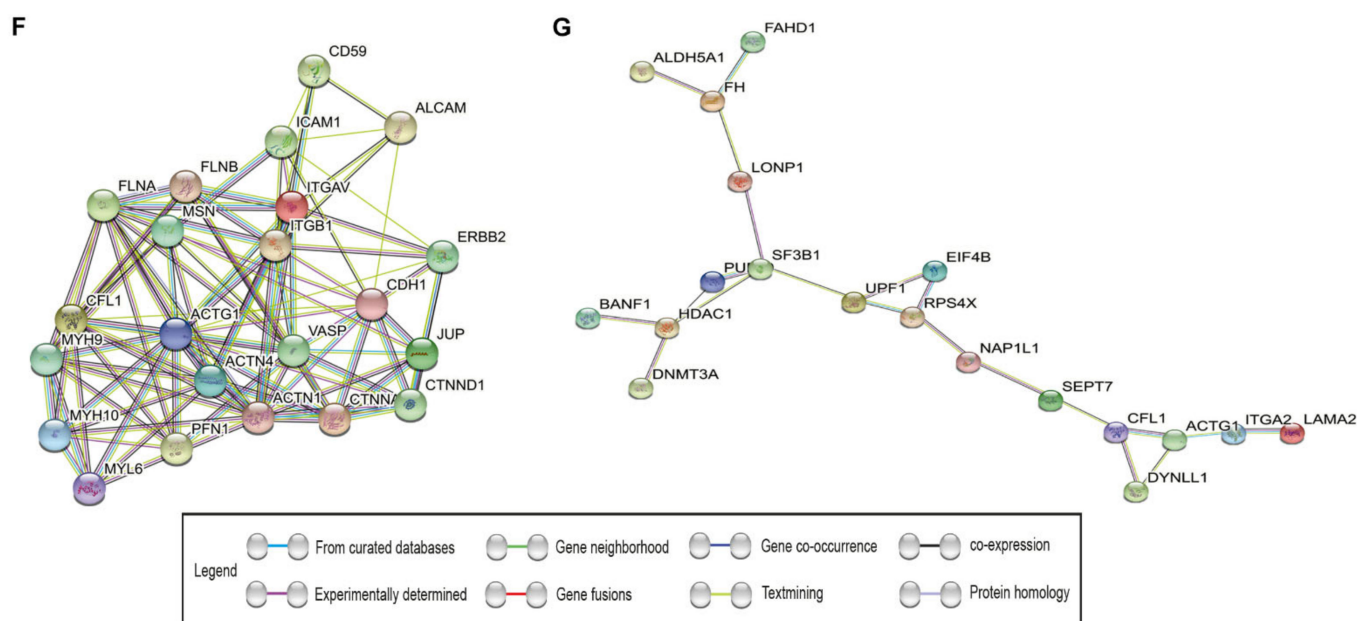 F
CD59
ALCAM
ICAM1
FLNB
FLNA
ITGAV
MSN
ITGB1
ERBB2
CDH1
CFL1
ACTG1
VASP
JUP
MYH9
ACTN4
CTNND1
ACTN1
CTNNA
MYH10
PFN1
MYL6
G
FAHD1
ALDH5A1
FH
LONP1
SF3B1
EIF4B
UPF1
RPS4X
BANF1
HDAC1
NAP1L1
DNMT3A
SEPT7
CFL1
ACTG1
ITGA2
LAMA2
DYNLL1
Legend
From curated databases
Gene neighborhood
Gene co-occurrence
co-expression
Experimentally determined
Gene fusions
Textmining
Protein homology